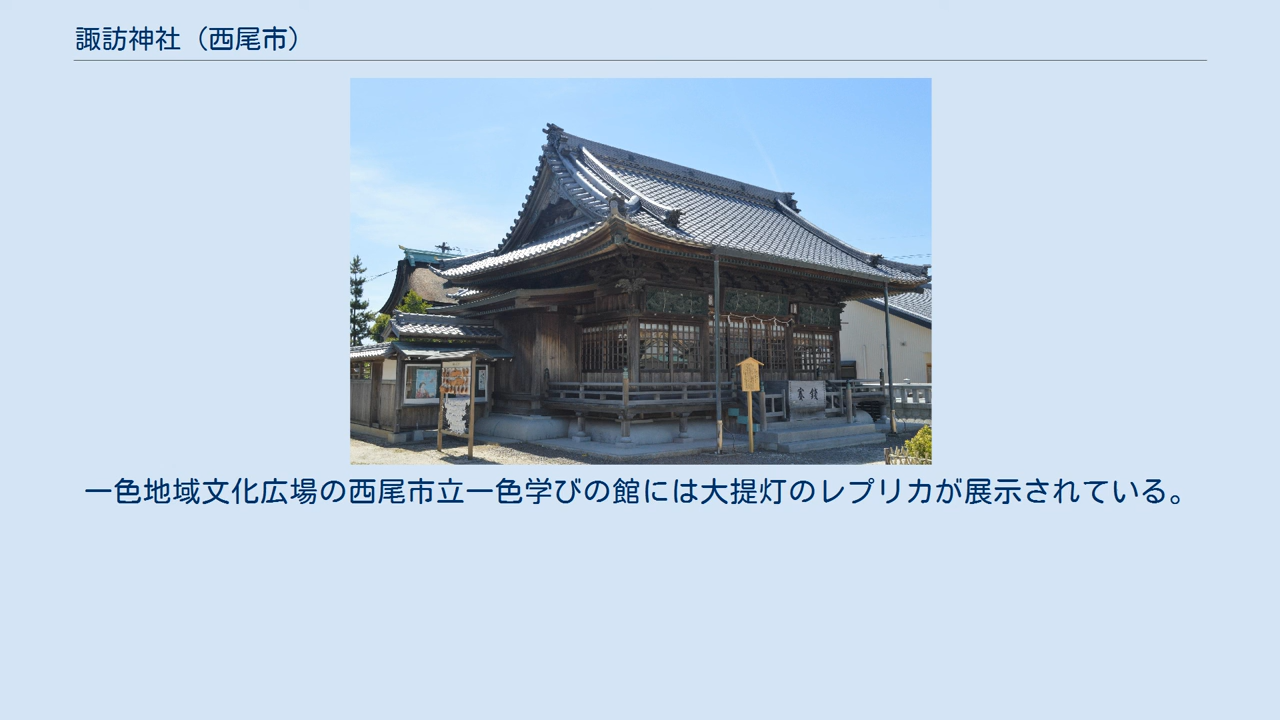 諏訪神社（西尾市）
賽銭
一色地域文化広場の西尾市立一色学びの館には大提灯のレプリカが展示されている。